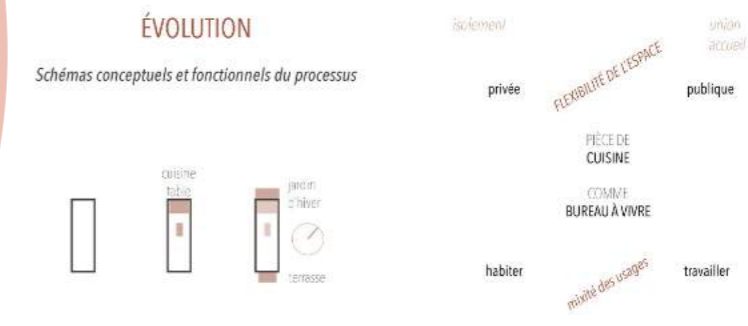 ÉVOLUTION
Schémas conceptuels et fonctionnels du processus
cuisine
table
jardin
d'hiver
terrasse
isolement
union
accueil
FLEXIBILITÉ DE L'ESPACE
privée
publique
PIÈCE DE
CUISINE
COMME
BUREAU À VIVRE
habiter
travailler
mixité des usages